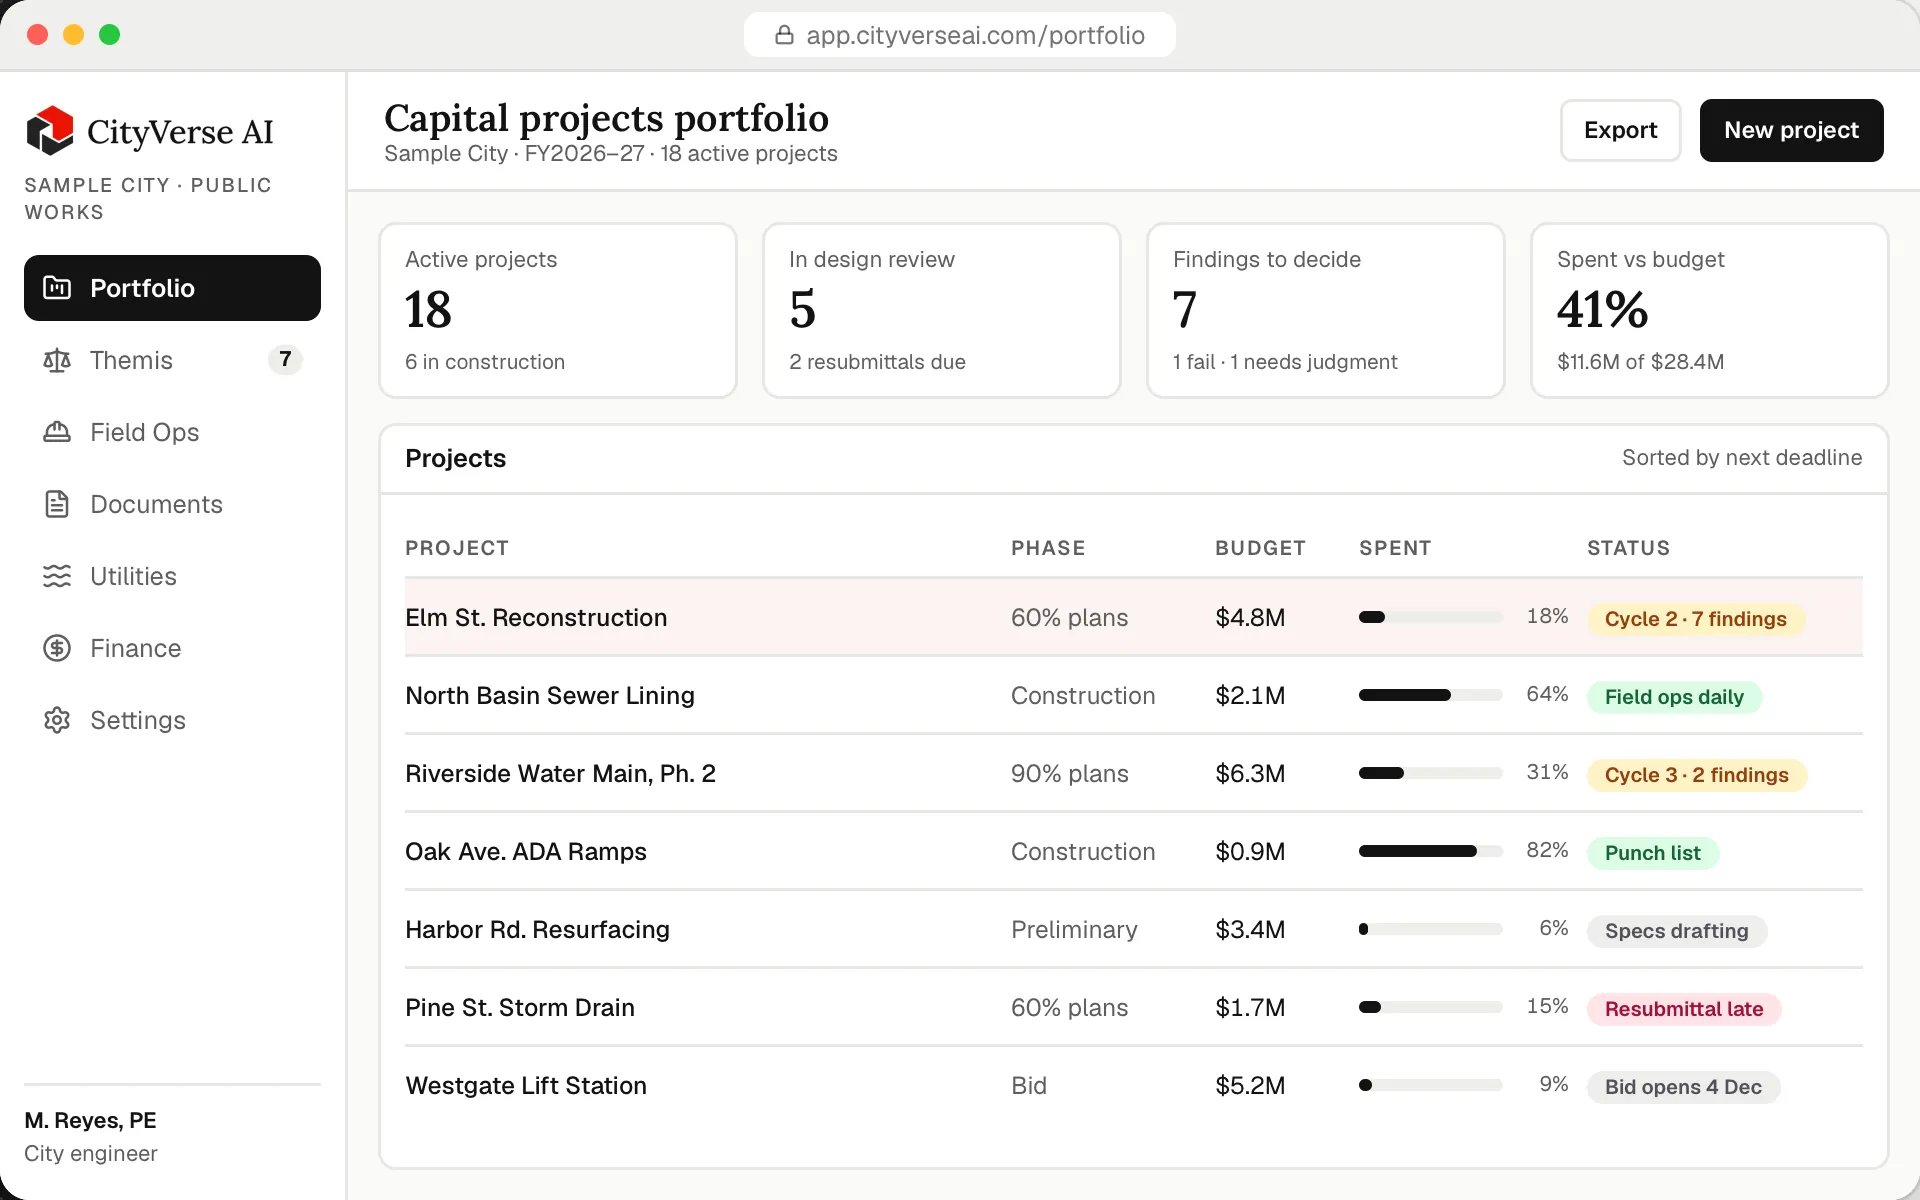 app.cityverseai.com/portfolio
CityVerse AI
SAMPLE CITY · PUBLIC
WORKS
Portfolio
Themis 7
Field Ops
Documents
Utilities
Finance
Settings
M. Reyes, PE
City engineer
Capital projects portfolio
Sample City · FY2026–27 · 18 active projects
Export
New project
Active projects
18
6 in construction
In design review
5
2 resubmittals due
Findings to decide
7
1 fail · 1 needs judgment
Spent vs budget
41%
$11.6M of $28.4M
Projects
Sorted by next deadline
PROJECT PHASE BUDGET SPENT STATUS
Elm St. Reconstruction 60% plans $4.8M 18% Cycle 2 · 7 findings
North Basin Sewer Lining Construction $2.1M 64% Field ops daily
Riverside Water Main, Ph. 2 90% plans $6.3M 31% Cycle 3 · 2 findings
Oak Ave. ADA Ramps Construction $0.9M 82% Punch list
Harbor Rd. Resurfacing Preliminary $3.4M 6% Specs drafting
Pine St. Storm Drain 60% plans $1.7M 15% Resubmittal late
Westgate Lift Station Bid $5.2M 9% Bid opens 4 Dec